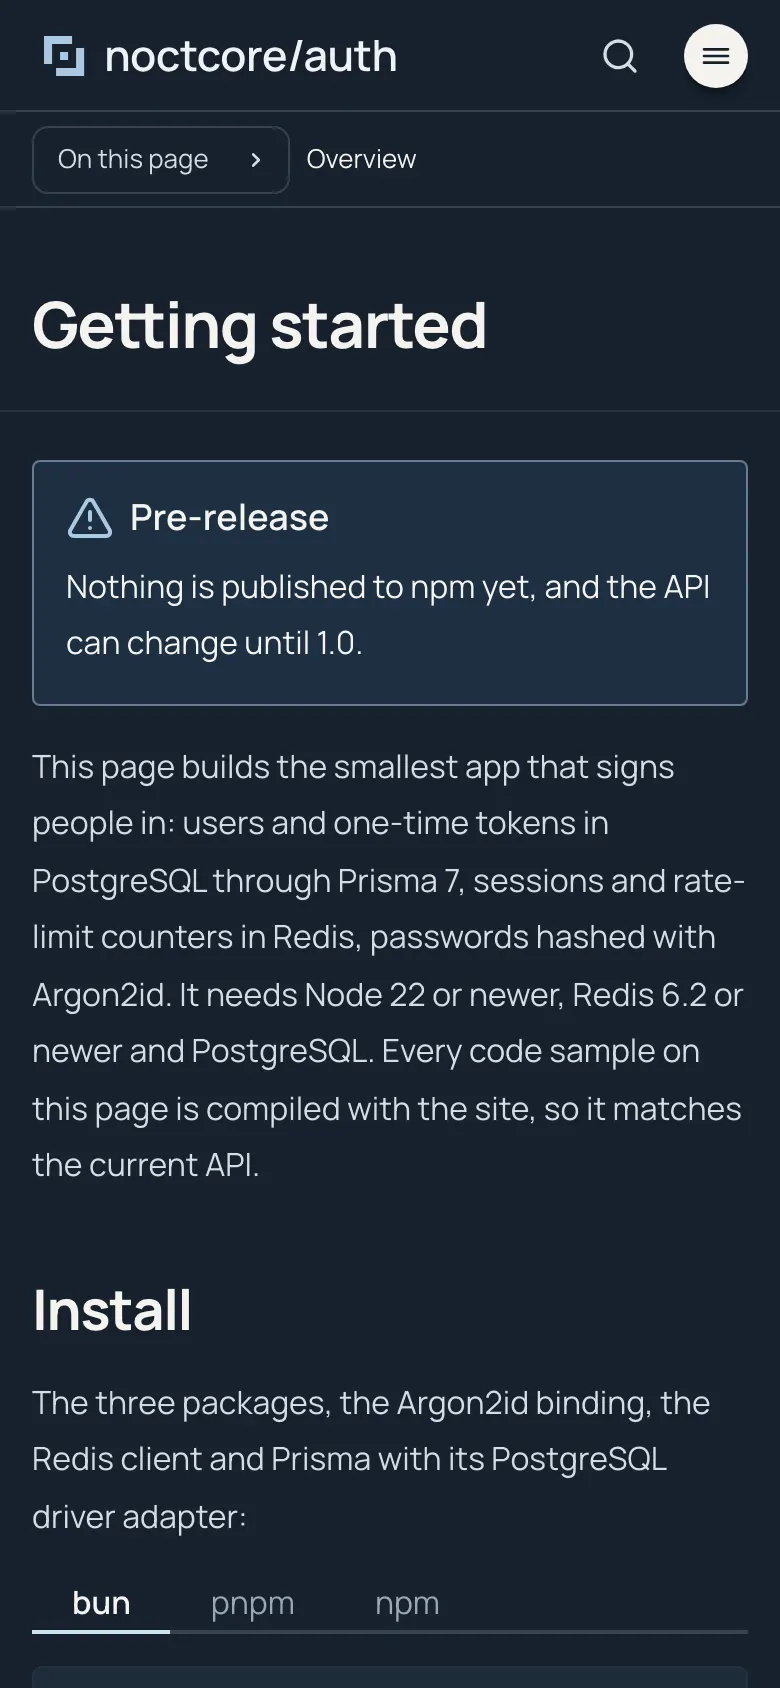 noctcore/auth
On this page
Overview
Getting started
Pre-release
Nothing is published to npm yet, and the API
can change until 1.0.
This page builds the smallest app that signs
people in: users and one-time tokens in
PostgreSQL through Prisma 7, sessions and rate-
limit counters in Redis, passwords hashed with
Argon2id. It needs Node 22 or newer, Redis 6.2 or
newer and PostgreSQL. Every code sample on
this page is compiled with the site, so it matches
the current API.
Install
The three packages, the Argon2id binding, the
Redis client and Prisma with its PostgreSQL
driver adapter:
bun pnpm npm